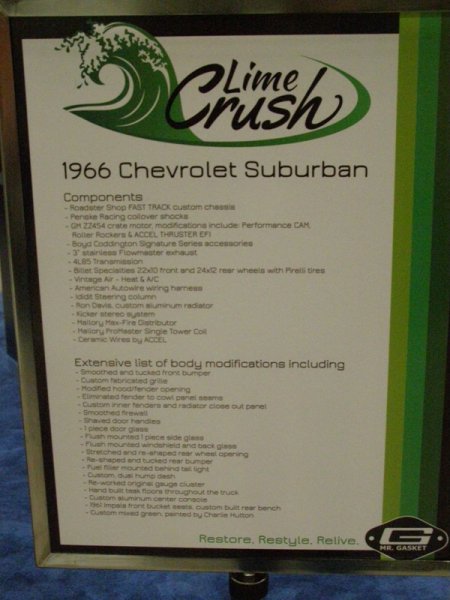 Lime
Crush
1966 Chevrolet Suburban
Components
- Roadster Shop FAST TRACK custom chassis
- Penske Racing coilover shocks
- GM ZZ454 crate motor, modifications include: Performance CAM,
Roller Rockers & ACCEL THRUSTER EFI
- Boyd Coddington Signature Series accessories
- 3" stainless Flowmaster exhaust
- 4L85 Transmission
- Billet Specialties 22x10 front and 24x12 rear wheels with Pirelli tires
- Vintage Air - Heat & A/C
- American Autowire wiring harness
- Ididit Steering column
- Ron Davis, custom aluminum radiator
- Kicker stereo system
- Mallory Max-Fire Distributor
- Mallory ProMaster Single Tower Coil
- Ceramic Wires by ACCEL
Extensive list of body modifications including
- Smoothed and tucked front bumper
- Custom fabricated grille
- Modified hood/fender opening
- Eliminated fender to cowl panel seams
- Custom inner fenders and radiator close out panel
- Smoothed firewall
- Shaved door handles
- 1 piece door glass
- Flush mounted 1 piece side glass
- Flush mounted windshield and back glass
- Stretched and re-shaped rear wheel opening
- Re-shaped and tucked rear bumper
- Fuel filler mounted behind tail light
- Custom, dual hump dash
- Re-worked original gauge cluster
- Hand built teak floors throughout the truck
- Custom aluminum center console
- 1961 Impala front bucket seats, custom built rear bench
- Custom mixed green, painted by Charlie Hutton
Restore. Restyle. Relive.
G
MR. GASKET